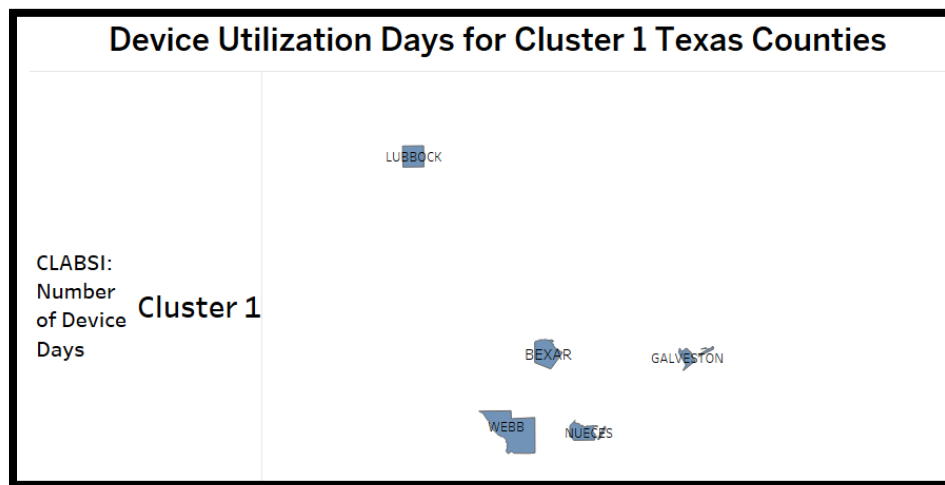 Device Utilization Days for Cluster 1 Texas Counties
LUBBOCK
CLABSI:
Number
of Device
Days
Cluster 1
BEXAR
GALVESTON
WEBB
NUECES